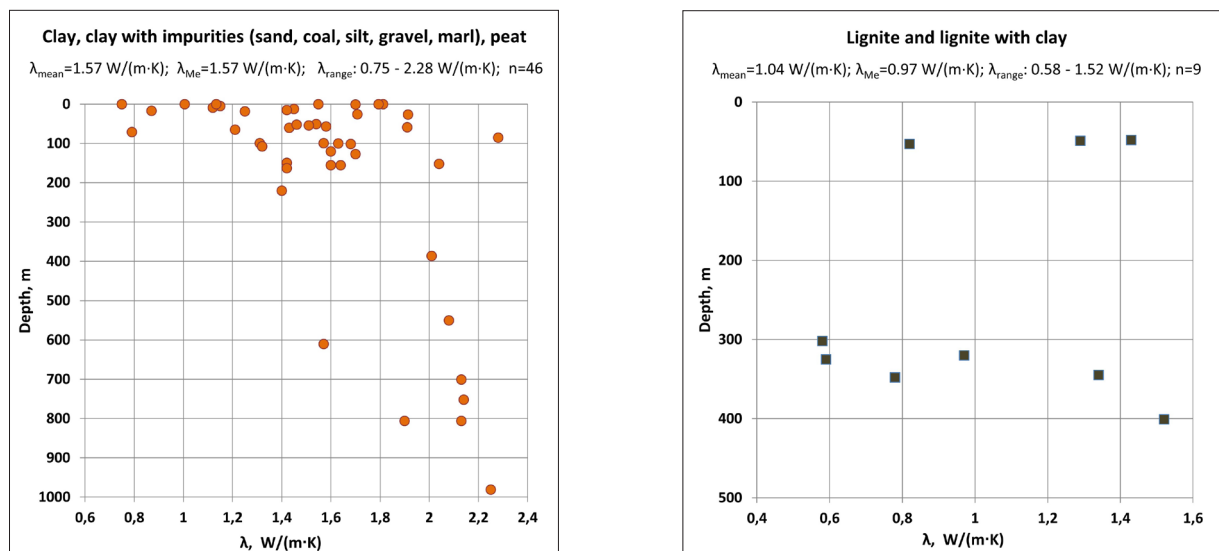 Clay, clay with impurities (sand, coal, silt, gravel, marl), peat
λmean=1.57 W/(m·K); λMe=1.57 W/(m·K); λrange: 0.75 - 2.28 W/(m·K); n=46
0
100
200
300
400
500
600
700
800
900
1000
Depth, m
0,6 0,8 1 1,2 1,4 1,6 1,8 2 2,2 2,4
λ, W/(m·K)
Lignite and lignite with clay
λmean=1.04 W/(m·K); λMe=0.97 W/(m·K); λrange: 0.58 - 1.52 W/(m·K); n=9
0
100
200
300
400
500
Depth, m
0,4 0,6 0,8 1 1,2 1,4 1,6
λ, W/(m·K)